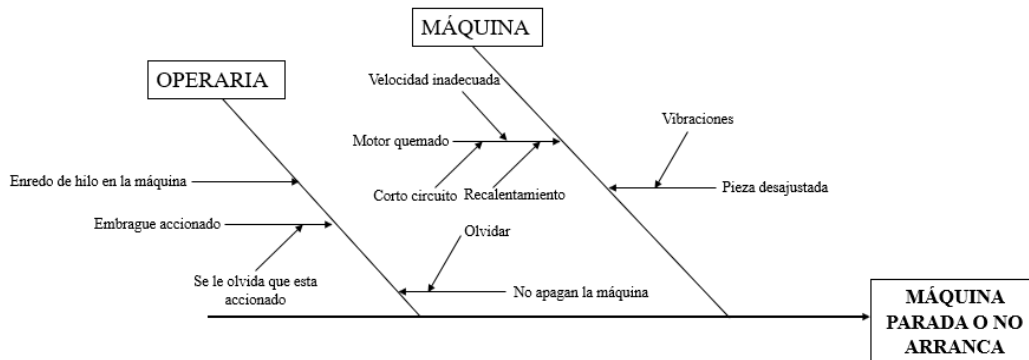 MÁQUINA
OPERARIA
Velocidad inadecuada
Vibraciones
Motor quemado
Enredo de hilo en la máquina
Corto circuito
Recalentamiento
Pieza desajustada
Embrague accionado
Olvidar
Se le olvida que esta
accionado
No apagan la máquina
MÁQUINA
PARADA O NO
ARRANCA